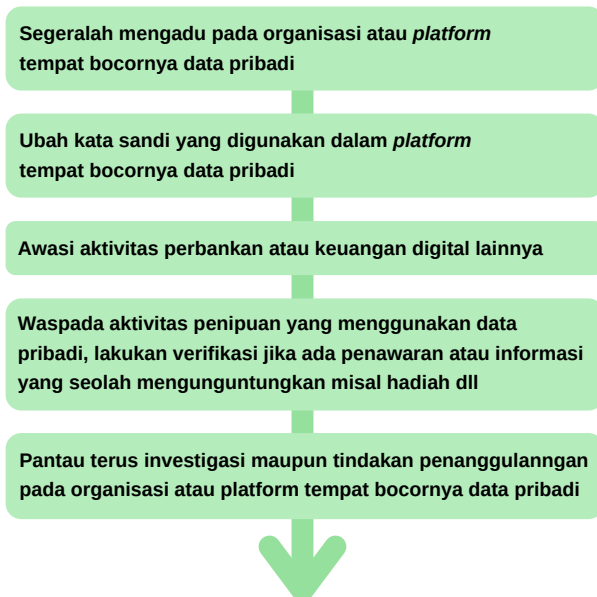 Segeralah mengadu pada organisasi atau platform
tempat bocornya data pribadi
Ubah kata sandi yang digunakan dalam platform
tempat bocornya data pribadi
Awasi aktivitas perbankan atau keuangan digital lainnya
Waspada aktivitas penipuan yang menggunakan data
pribadi, lakukan verifikasi jika ada penawaran atau informasi
yang seolah mengunguntungkan misal hadiah dll
Pantau terus investigasi maupun tindakan penanggulanngan
pada organisasi atau platform tempat bocornya data pribadi